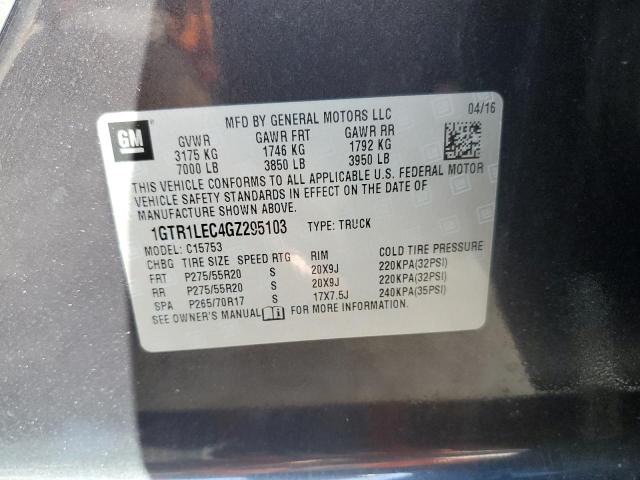 MFD BY GENERAL MOTORS LLC 04/16
GM GVWR GAWR FRT GAWR RR
3175 KG 1746 KG 1792 KG
7000 LB 3850 LB 3950 LB
THIS VEHICLE CONFORMS TO ALL APPLICABLE U.S. FEDERAL MOTOR
VEHICLE SAFETY STANDARDS IN EFFECT ON THE DATE OF
MANUFACTURE SHOWN ABOVE.
1GTR1LEC4GZ295103 TYPE: TRUCK
MODEL: C15753
CHBG TIRE SIZE SPEED RTG RIM COLD TIRE PRESSURE
FRT P275/55R20 S 20X9J 220KPA(32PSI)
RR P275/55R20 S 20X9J 220KPA(32PSI)
SPA P265/70R17 S 17X7.5J 240KPA(35PSI)
SEE OWNER'S MANUAL FOR MORE INFORMATION.